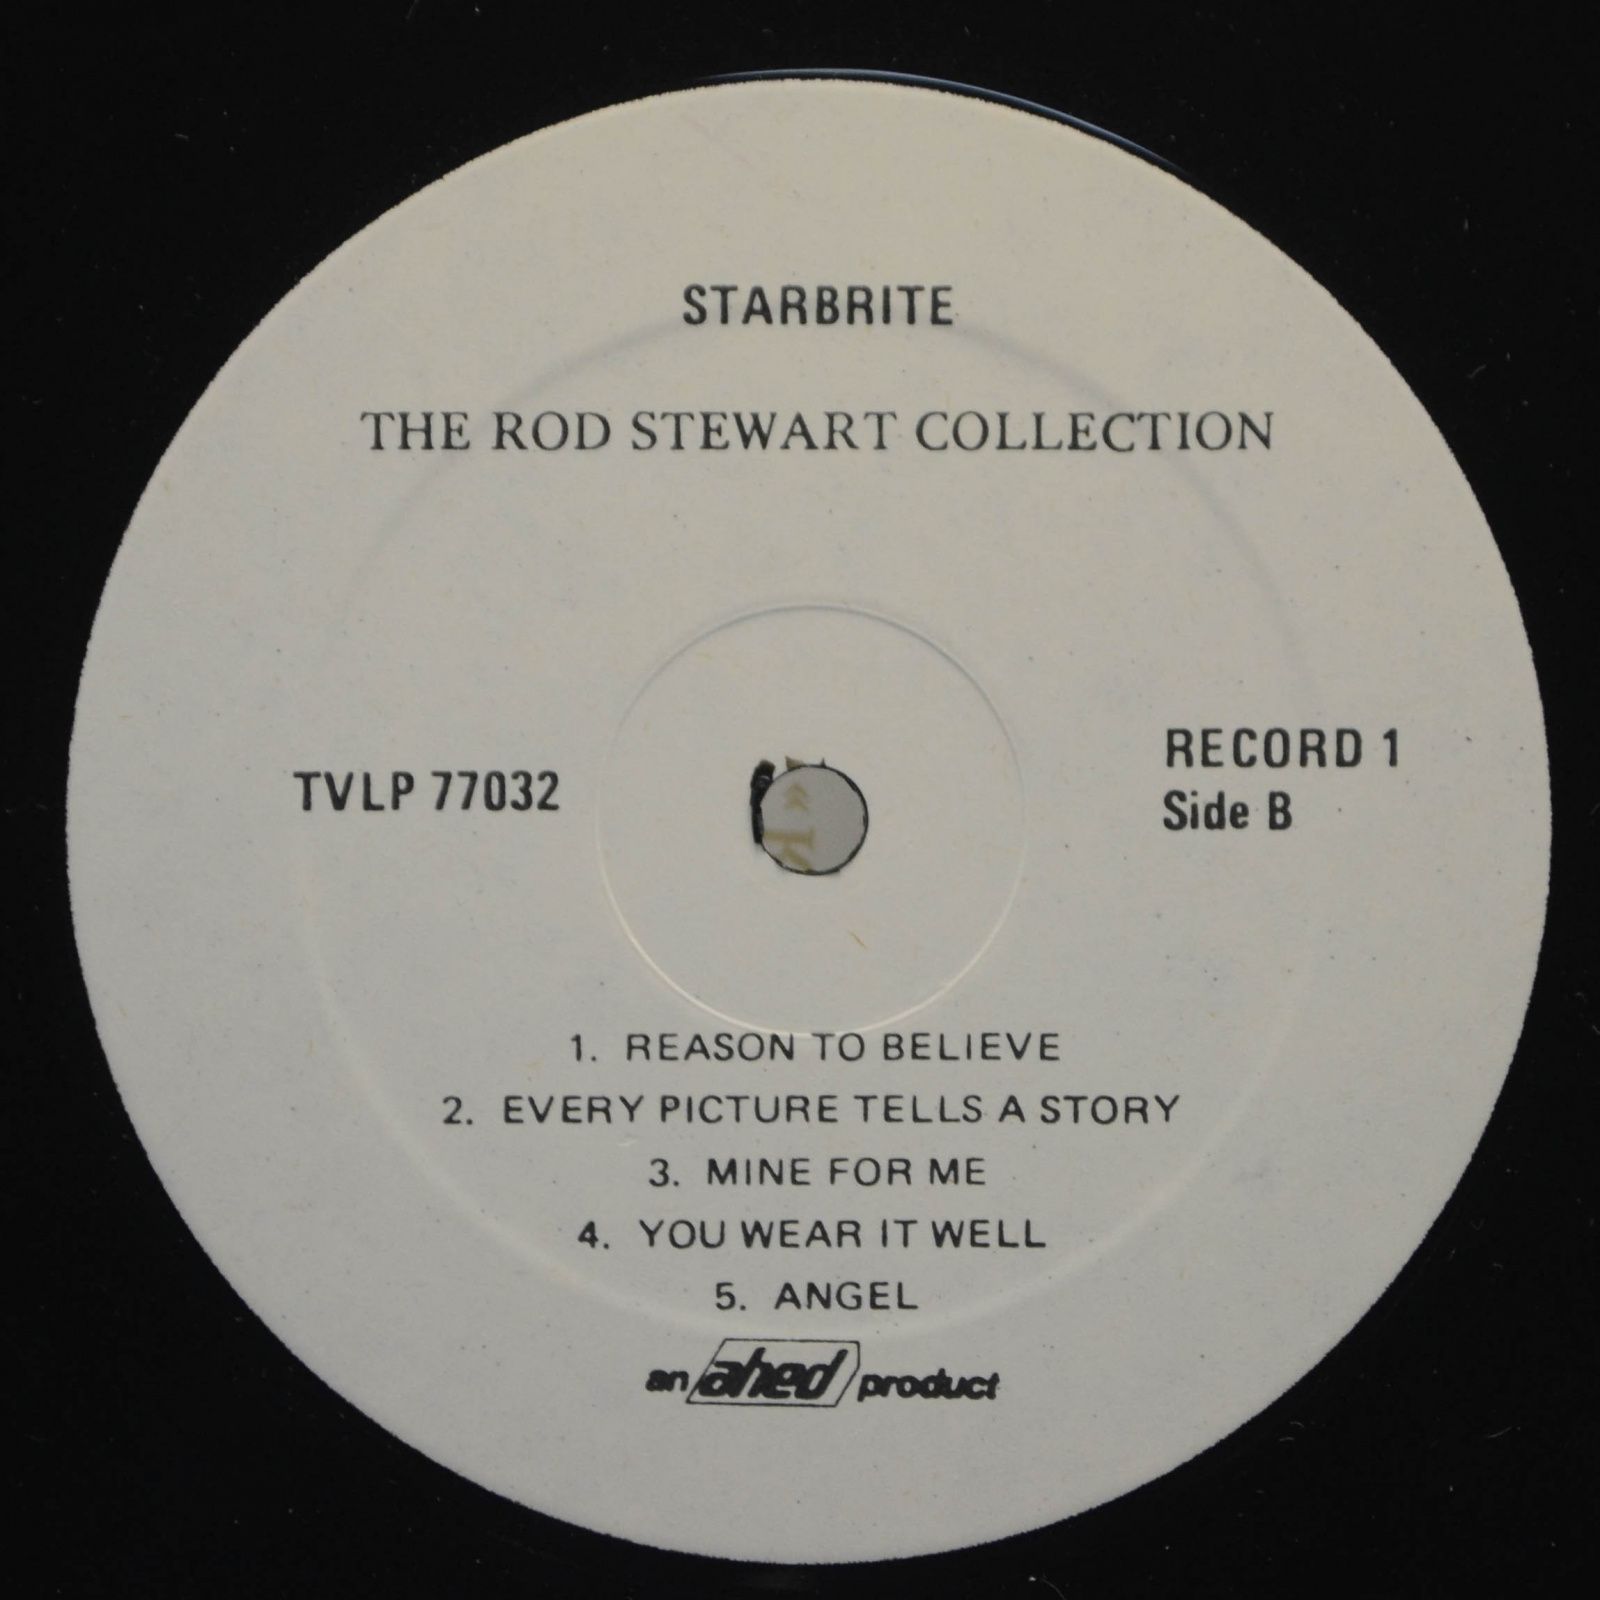 STARBRITE
THE ROD STEWART COLLECTION
TVLP 77032
RECORD 1
Side B
1. REASON TO BELIEVE
2. EVERY PICTURE TELLS A STORY
3. MINE FOR ME
4. YOU WEAR IT WELL
5. ANGEL
an ahed product